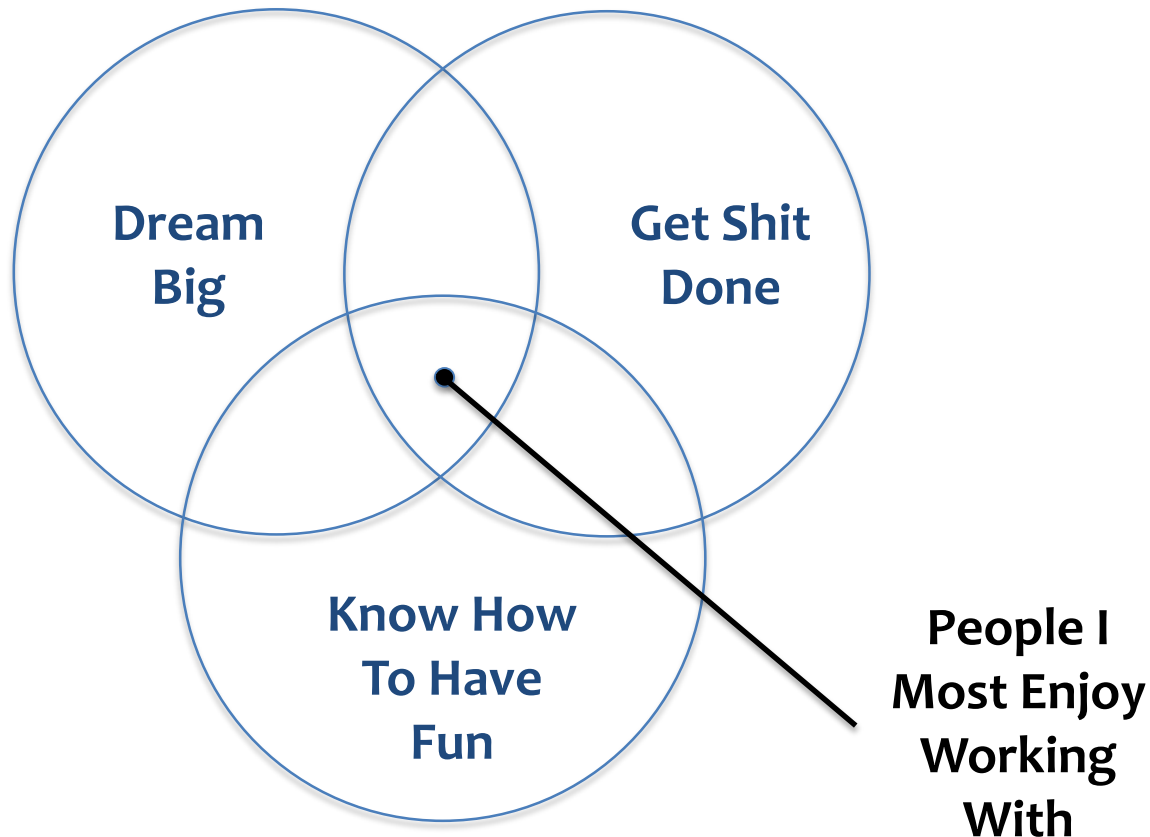 Dream
Big
Get Shit
Done
Know How
To Have
Fun
People I
Most Enjoy
Working
With